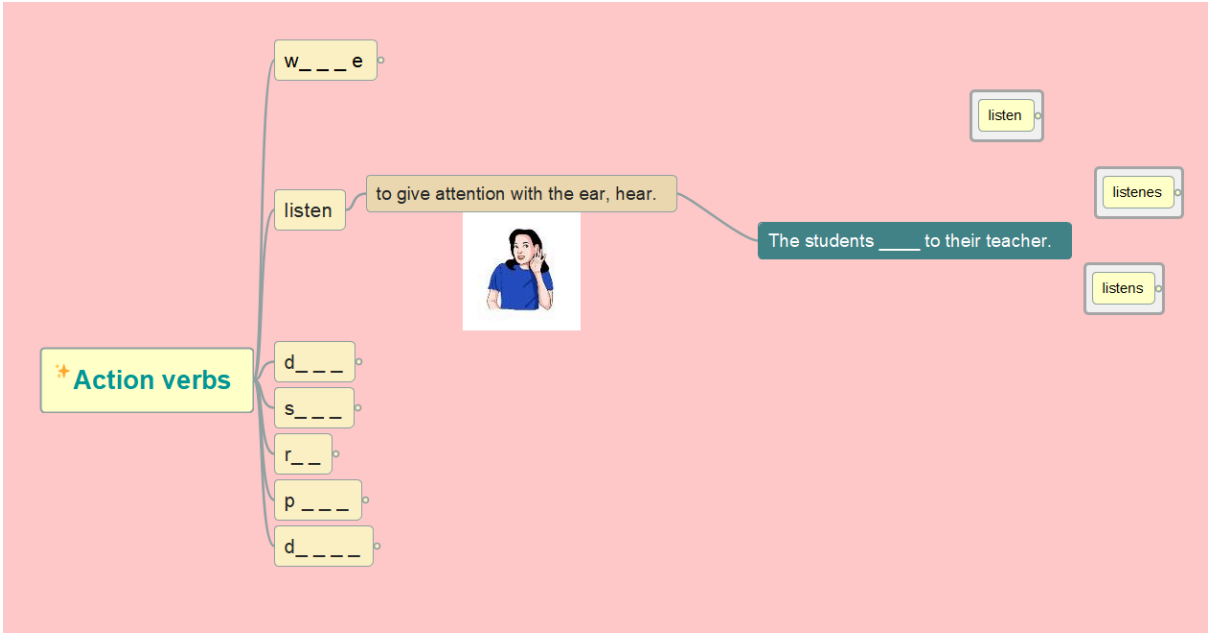 w_ _ _ e
listen
listenes
listen
to give attention with the ear, hear.
The students ____ to their teacher.
listens
✨Action verbs
d_ _ _
s_ _ _
r_ _
p _ _ _
d_ _ _ _